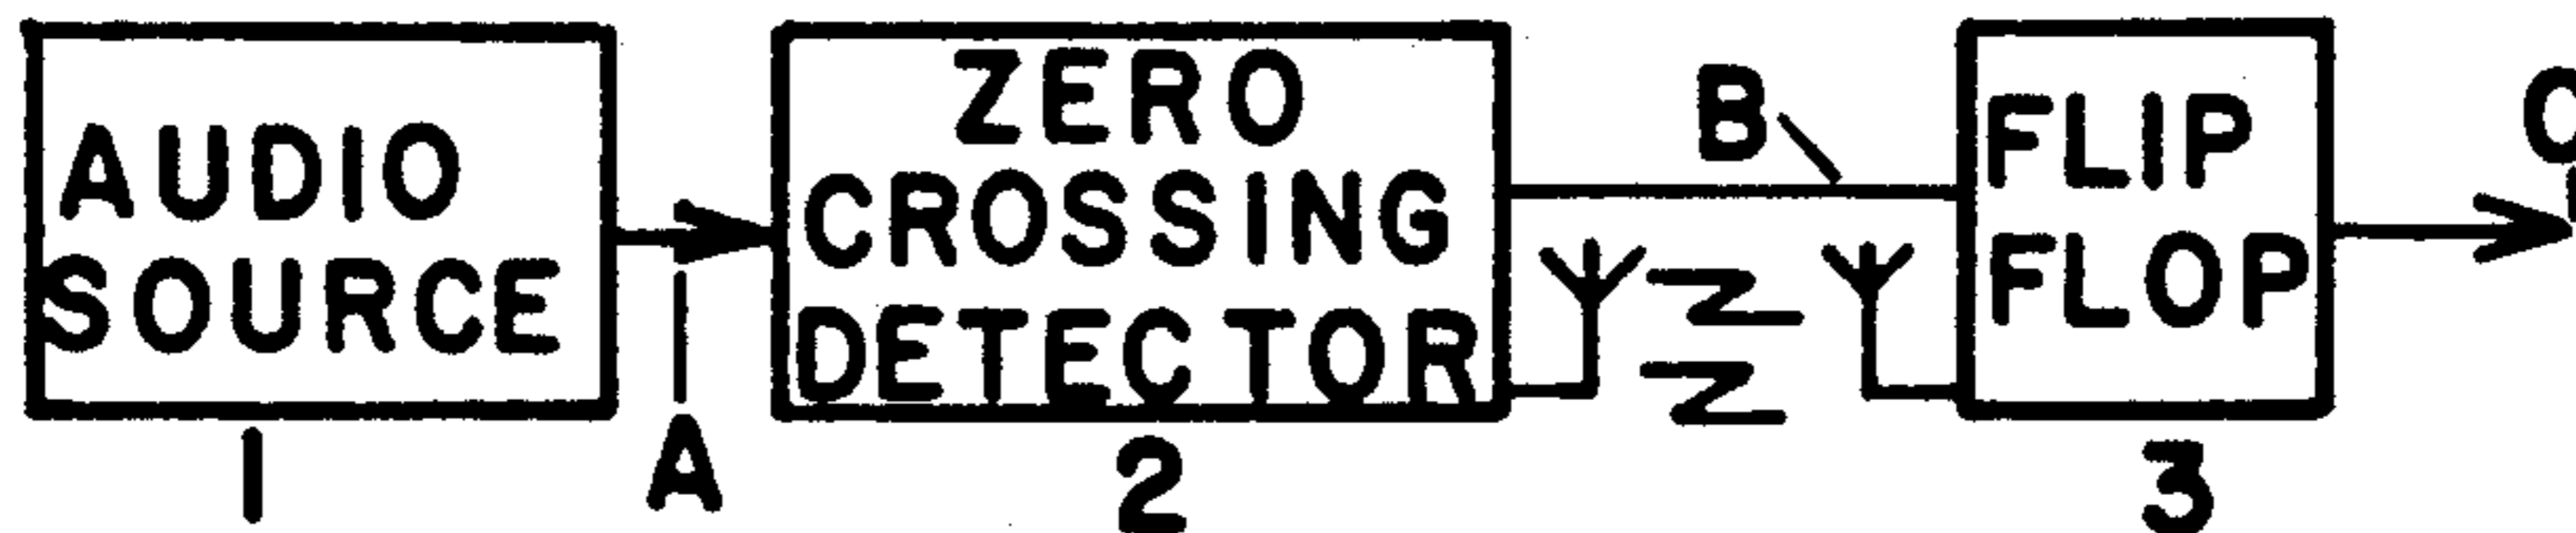 AUDIO
SOURCE
1
A
ZERO
CROSSING
DETECTOR
2
B
FLIP
FLOP
3